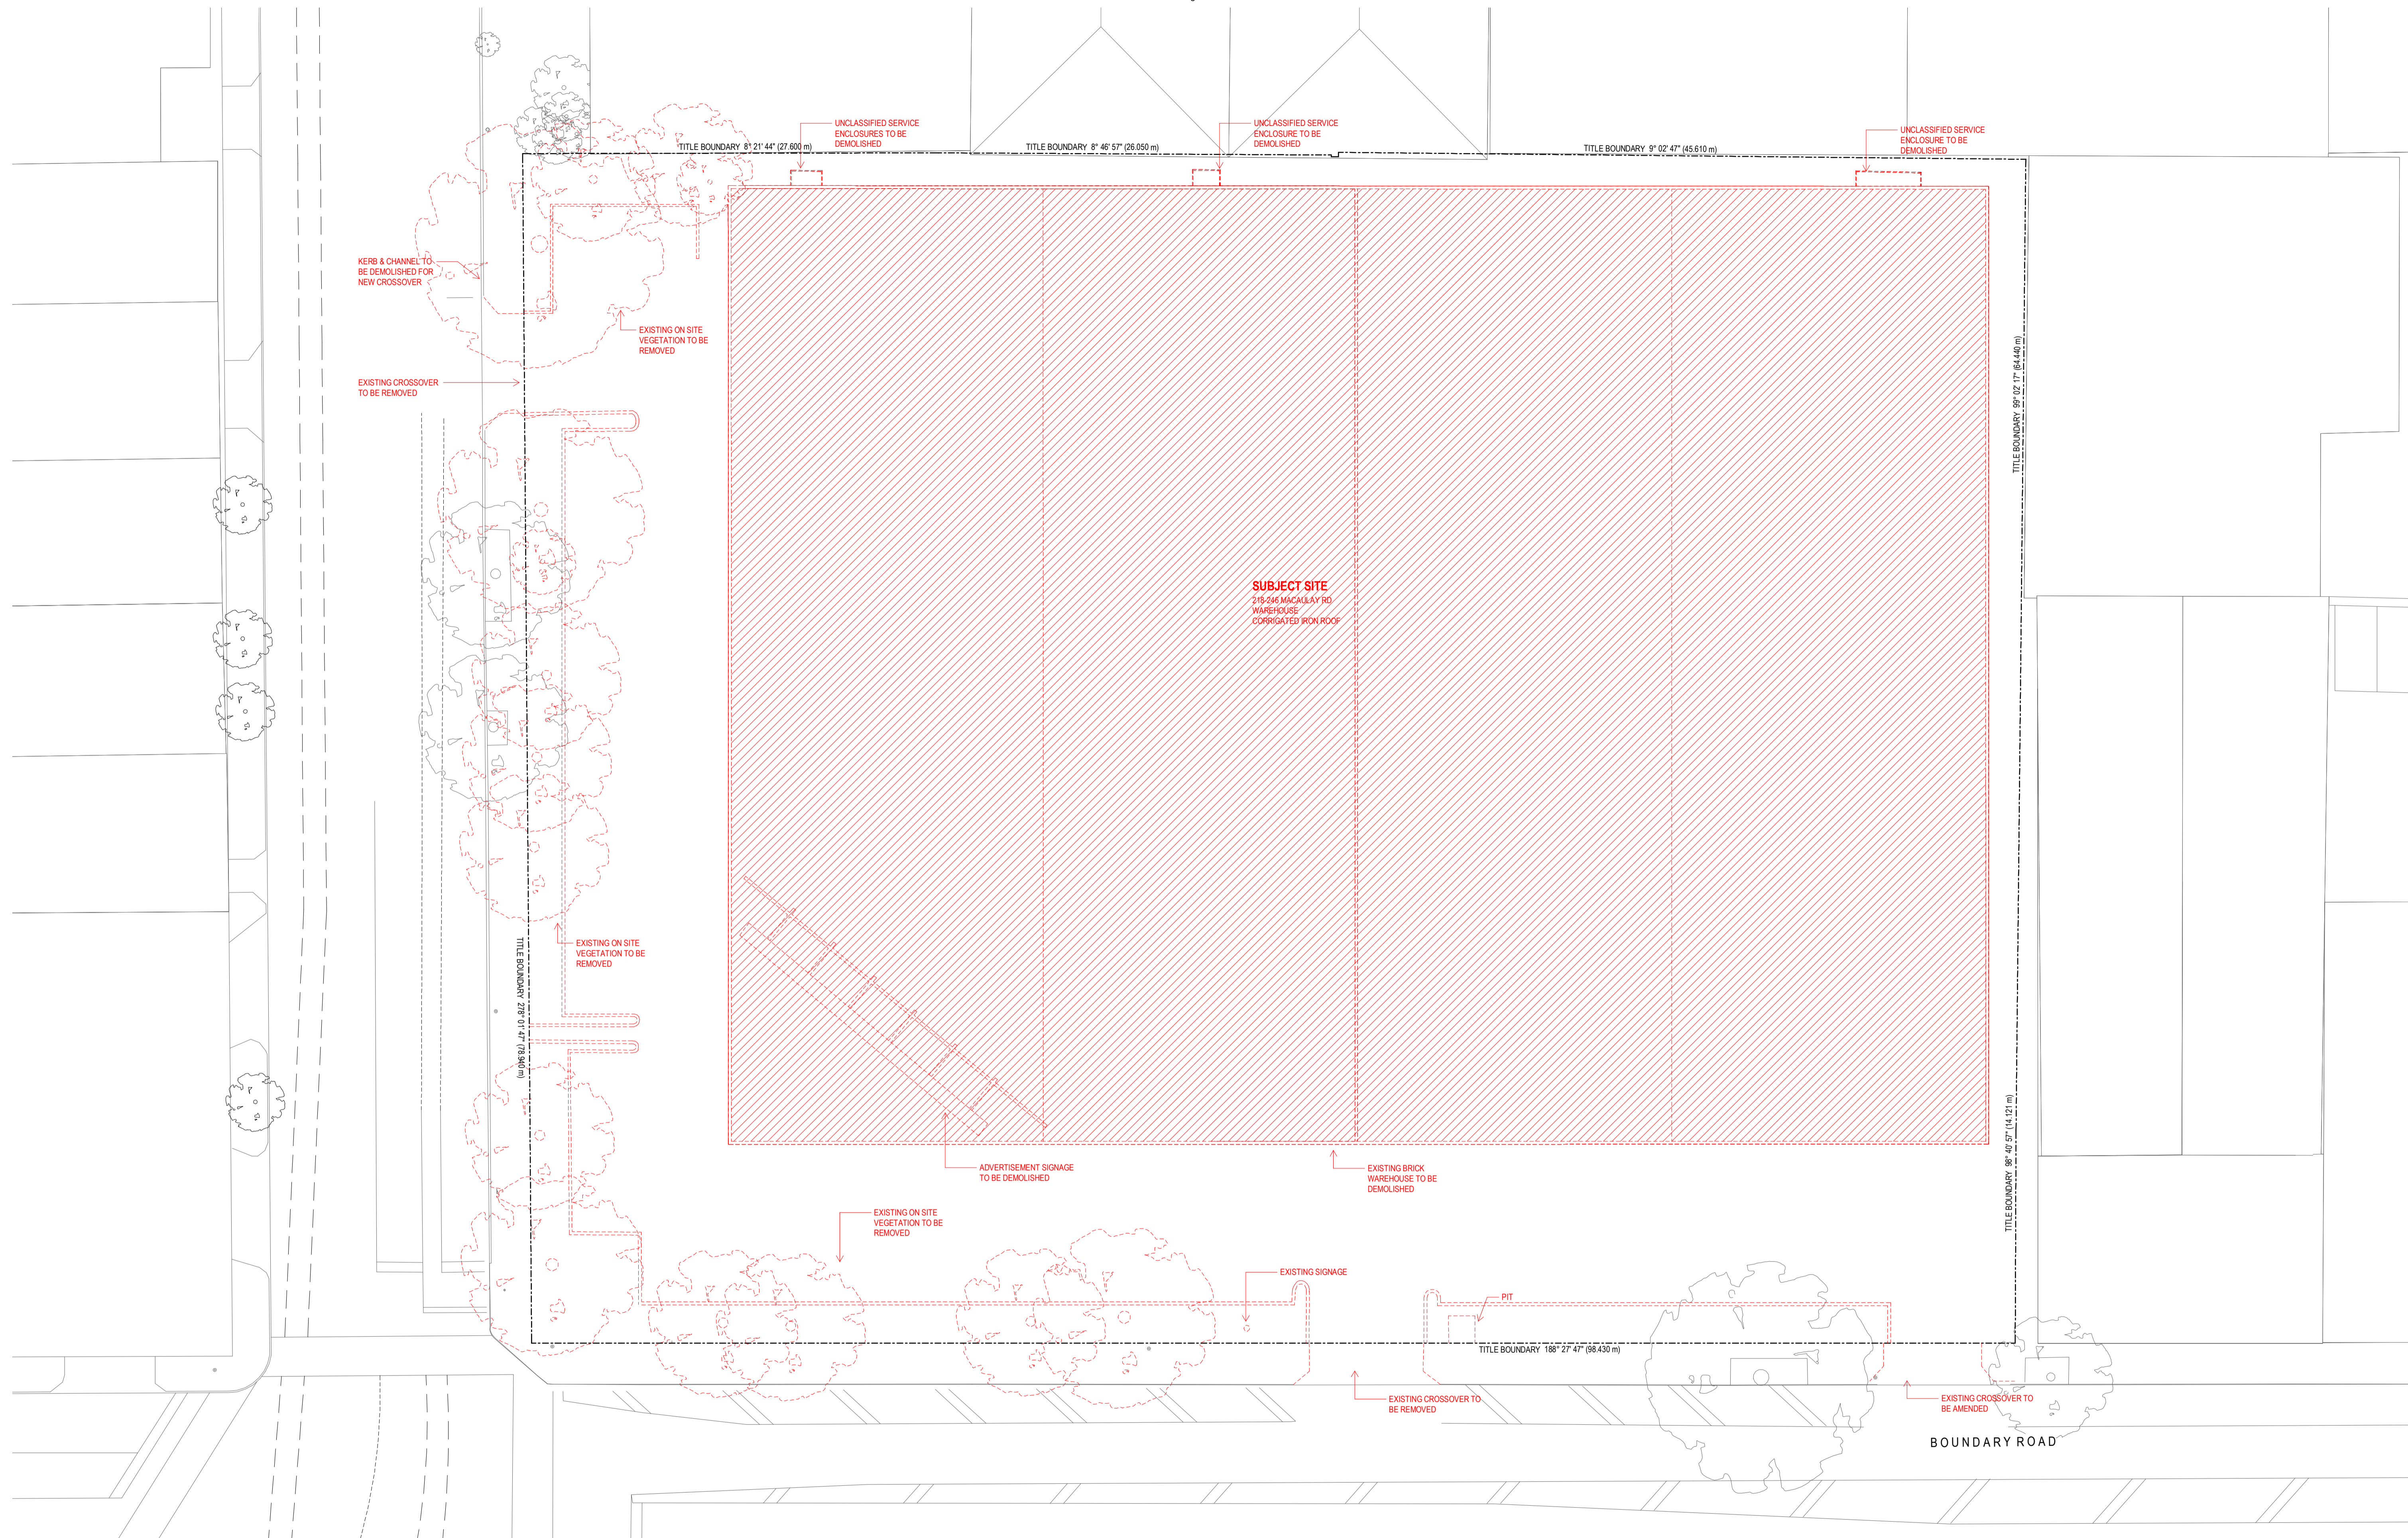 UNCLASSIFIED SERVICE
ENCLOSURES TO BE
DEMOLISHED
UNCLASSIFIED SERVICE
ENCLOSURE TO BE
DEMOLISHED
UNCLASSIFIED SERVICE
ENCLOSURE TO BE
DEMOLISHED
TITLE BOUNDARY 8° 21' 44" (27.600 m)
TITLE BOUNDARY 8° 46' 57" (26.050 m)
TITLE BOUNDARY 9° 02' 47" (45.610 m)
KERB & CHANNEL TO
BE DEMOLISHED FOR
NEW CROSSOVER
EXISTING ON SITE
VEGETATION TO BE
REMOVED
EXISTING CROSSOVER
TO BE REMOVED
TITLE BOUNDARY 99° 02' 17" (64.440 m)
SUBJECT SITE
218-246 MACAULAY RD
WAREHOUSE
CORRIGATED IRON ROOF
EXISTING ON SITE
VEGETATION TO BE
REMOVED
TITLE BOUNDARY 278° 01' 47" (78.940 m)
TITLE BOUNDARY 98° 40' 57" (14.121 m)
ADVERTISEMENT SIGNAGE
TO BE DEMOLISHED
EXISTING BRICK
WAREHOUSE TO BE
DEMOLISHED
EXISTING ON SITE
VEGETATION TO BE
REMOVED
EXISTING SIGNAGE
PIT
TITLE BOUNDARY 188° 27' 47" (98.430 m)
EXISTING CROSSOVER TO
BE REMOVED
EXISTING CROSSOVER TO
BE AMENDED
BOUNDARY ROAD